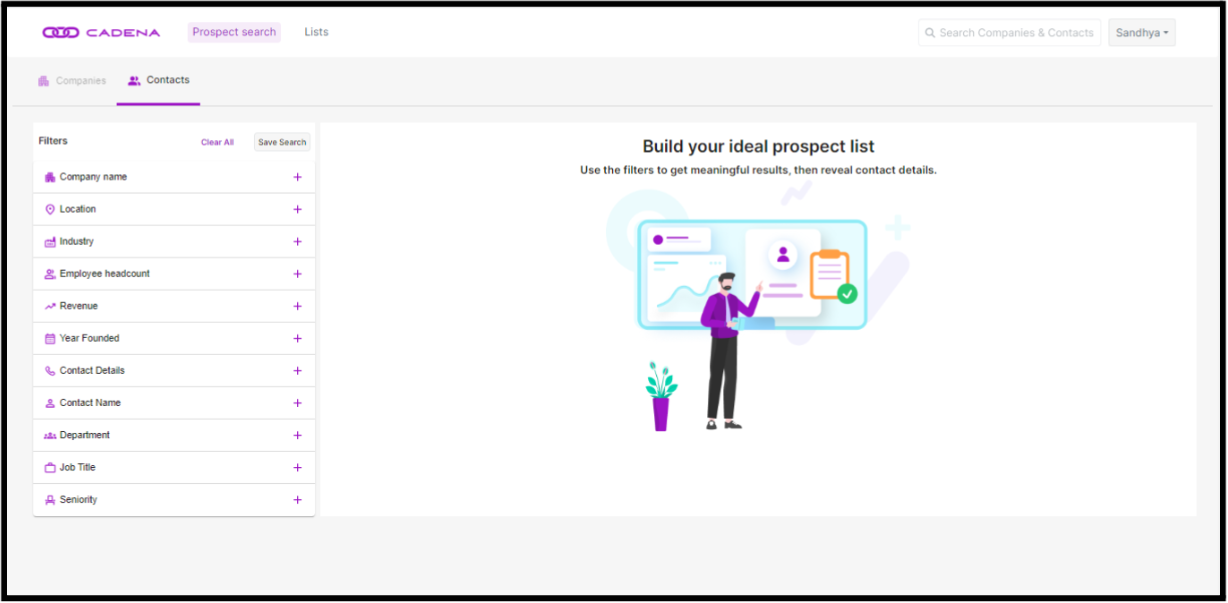 CADENA
Prospect search
Lists
Search Companies & Contacts
Sandhya
Companies
Contacts
Filters
Clear All
Save Search
Build your ideal prospect list
Use the filters to get meaningful results, then reveal contact details.
Company name
Location
Industry
Employee headcount
Revenue
Year Founded
Contact Details
Contact Name
Department
Job Title
Seniority